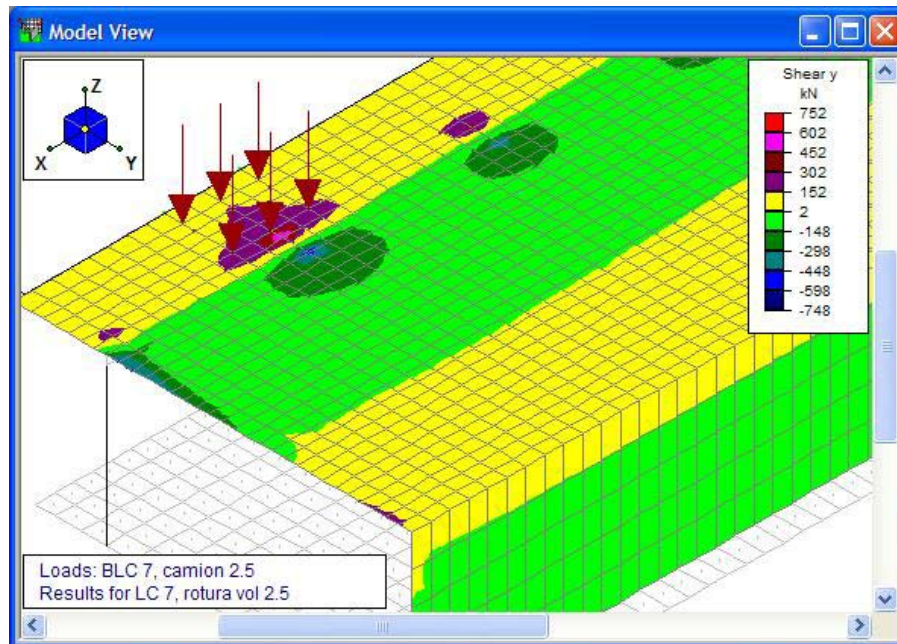 Model View
Z
X
Y
Shear y
kN
752
602
452
302
152
2
-148
-298
-448
-598
-748
Loads: BLC 7, camion 2.5
Results for LC 7, rotura vol 2.5